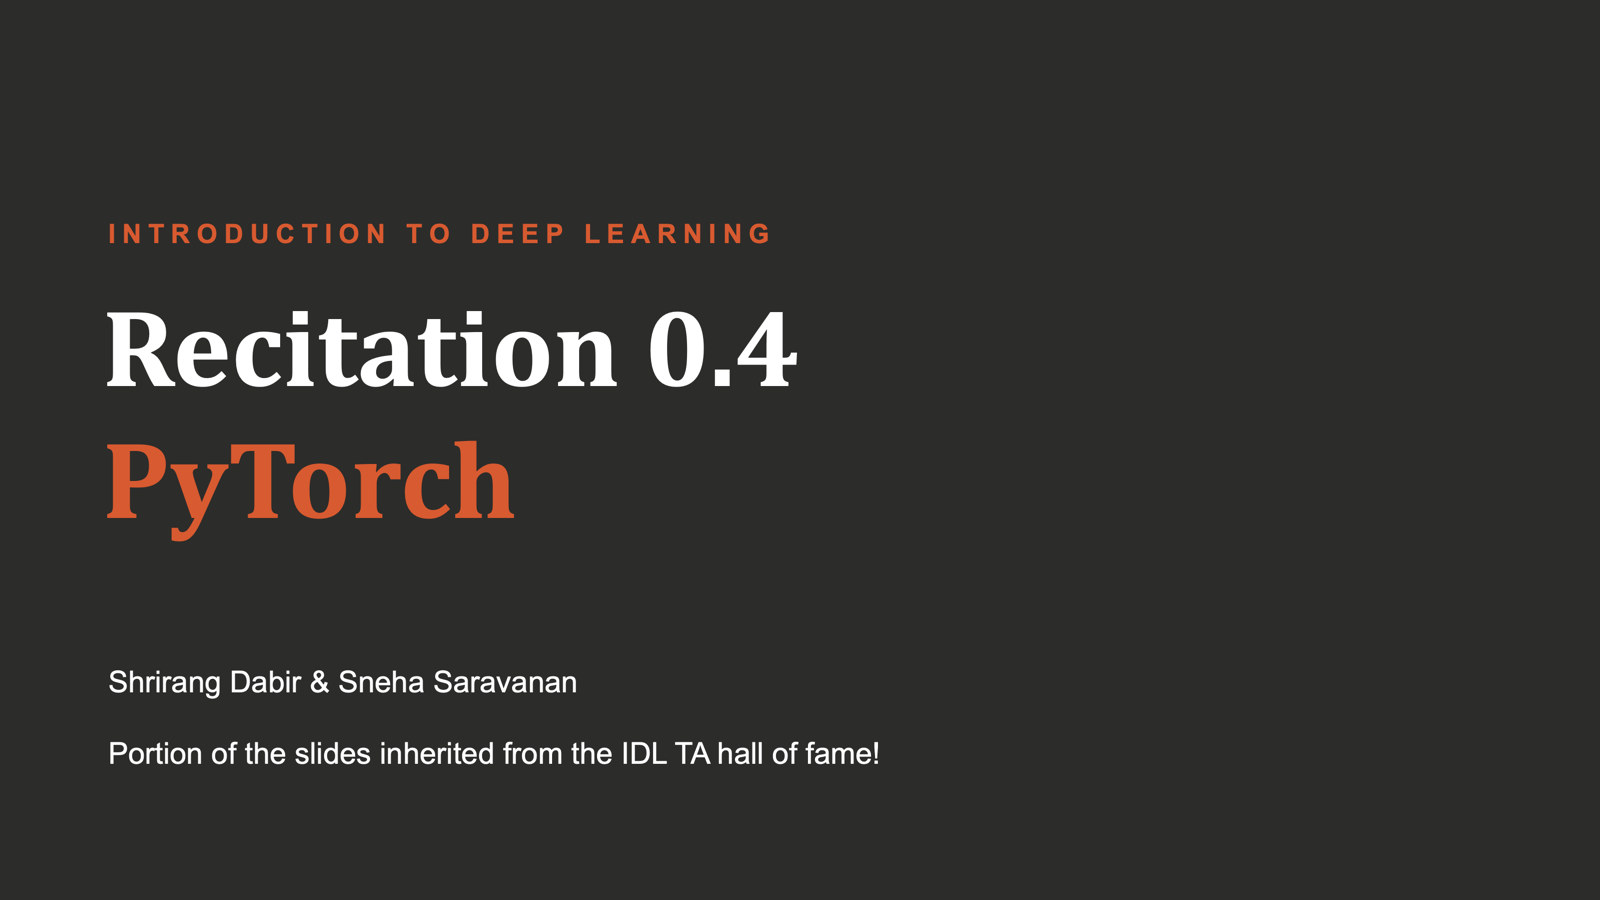 INTRODUCTION TO DEEP LEARNING
Recitation 0.4
PyTorch
Shrirang Dabir & Sneha Saravanan
Portion of the slides inherited from the IDL TA hall of fame!